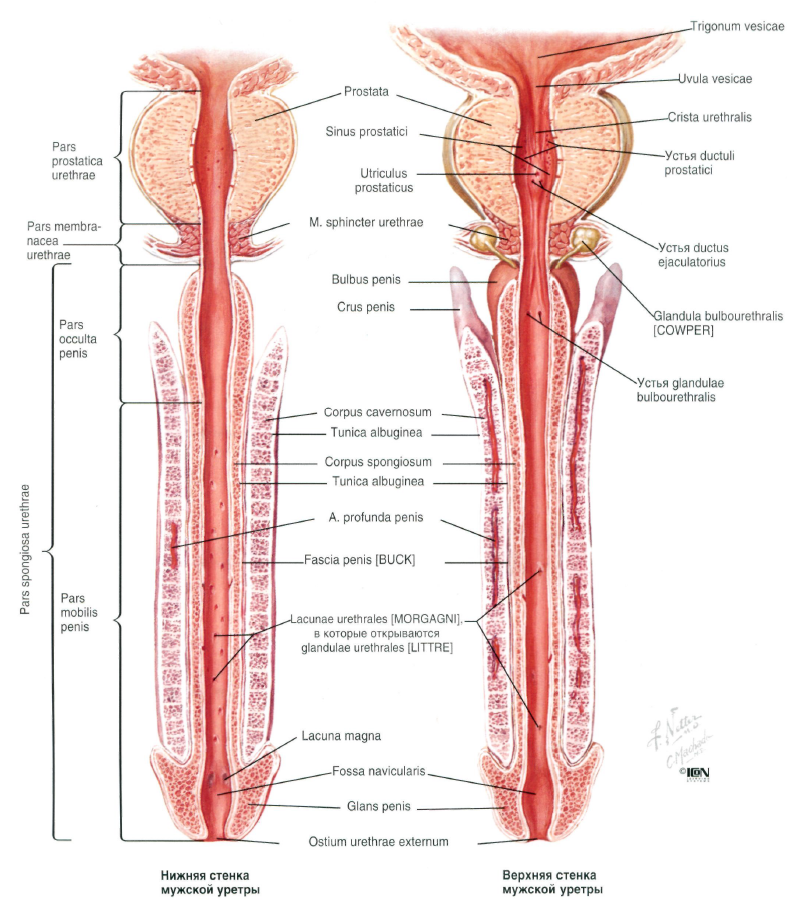 Trigonum vesicae
Uvula vesicae
Prostata
Crista urethralis
Sinus prostatici
Pars
prostatica
urethrae
Устья ductuli
prostatici
Utriculus
prostaticus
M. sphincter urethrae
Pars membra-
nacea
urethrae
Устья ductus
ejaculatorius
Bulbus penis
Crus penis
Glandula bulbourethralis
[COWPER]
Pars
occulta
penis
Устья glandulae
bulbourethralis
Corpus cavernosum
Tunica albuginea
Corpus spongiosum
Tunica albuginea
A. profunda penis
Fascia penis [BUCK]
Pars spongiosa urethrae
Pars
mobilis
penis
Lacunae urethrales [MORGAGNI],
в которые открываются
glandulae urethrales [LITTRE]
Lacuna magna
Fossa navicularis
Glans penis
Ostium urethrae externum
F. Netter
©ICON
Нижняя стенка
мужской уретры
Верхняя стенка
мужской уретры